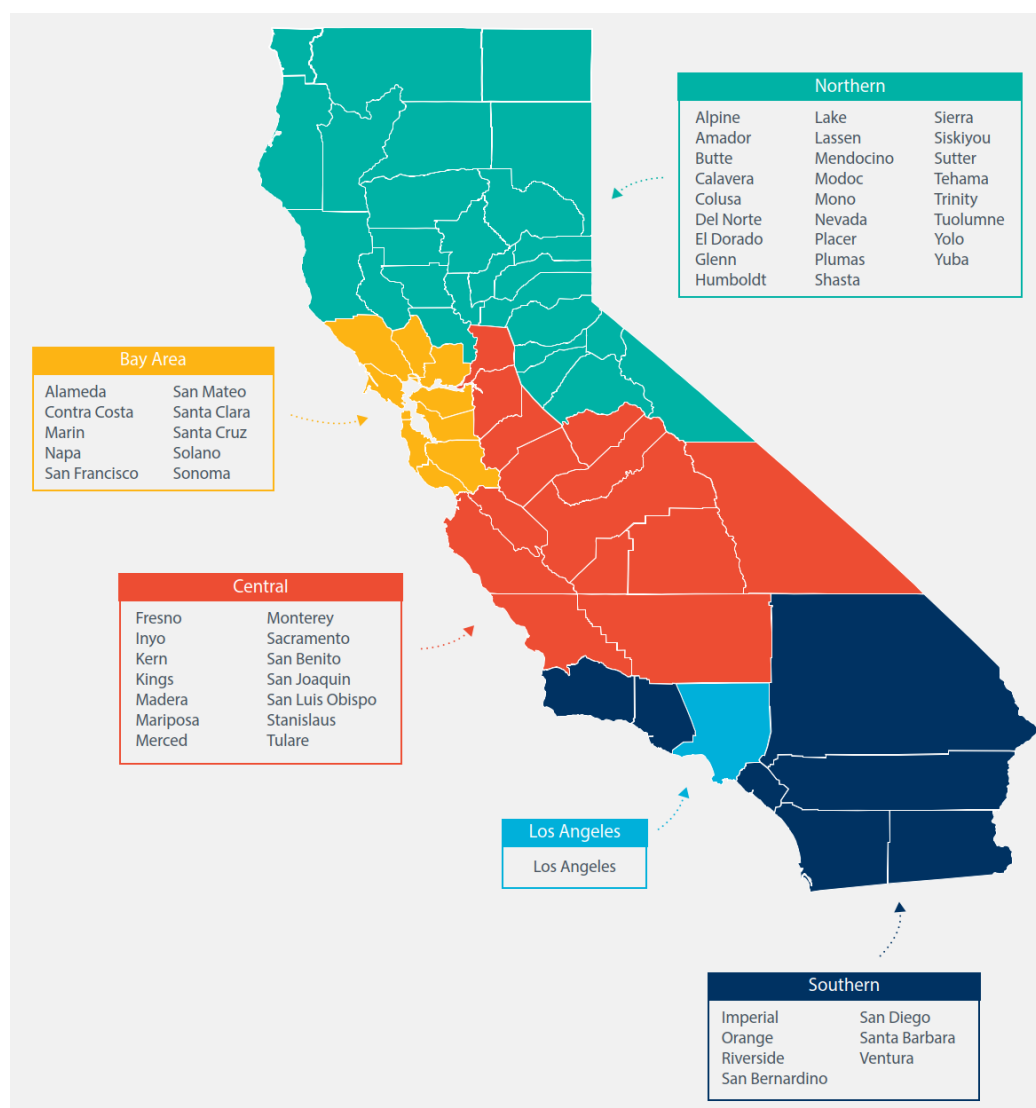 Northern
Alpine Lake Sierra
Amador Lassen Siskiyou
Butte Mendocino Sutter
Calavera Modoc Tehama
Colusa Mono Trinity
Del Norte Nevada Tuolumne
El Dorado Placer Yolo
Glenn Plumas Yuba
Humboldt Shasta
Bay Area
Alameda San Mateo
Contra Costa Santa Clara
Marin Santa Cruz
Napa Solano
San Francisco Sonoma
Central
Fresno Monterey
Inyo Sacramento
Kern San Benito
Kings San Joaquin
Madera San Luis Obispo
Mariposa Stanislaus
Merced Tulare
Los Angeles
Los Angeles
Southern
Imperial San Diego
Orange Santa Barbara
Riverside Ventura
San Bernardino